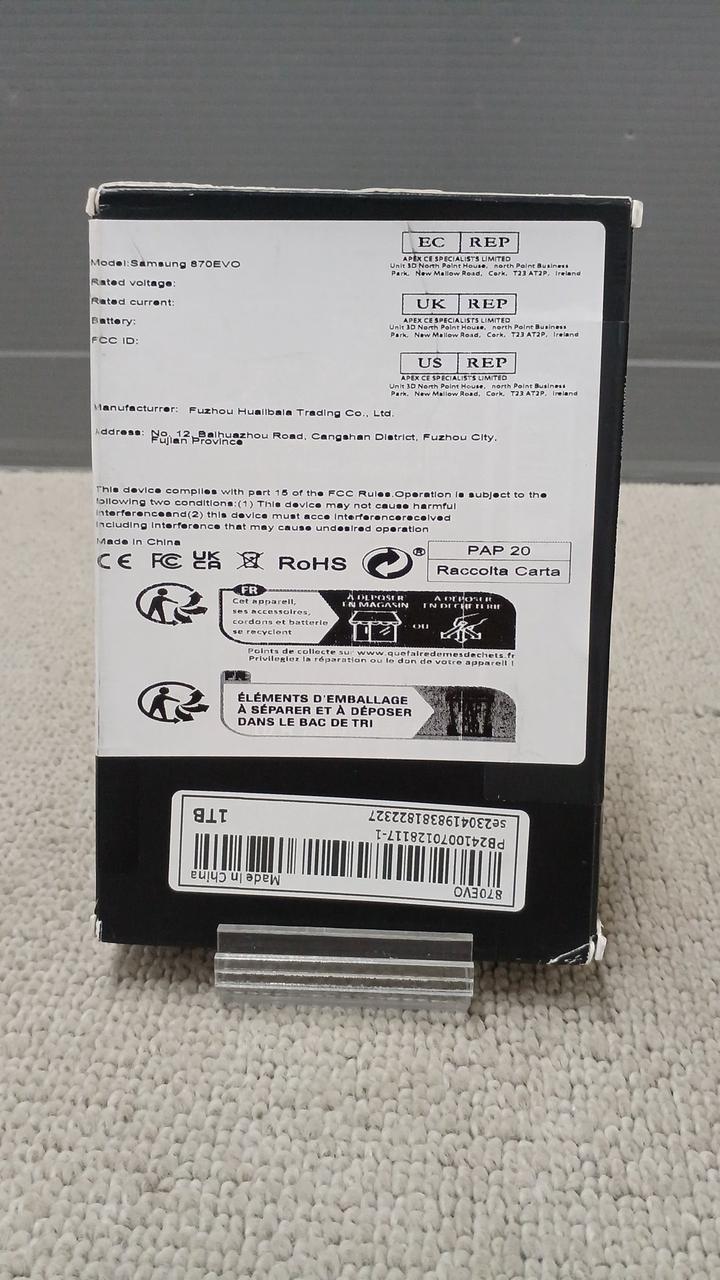 Model:Samsung 870EVO
Rated voltage:
Rated current:
Battery:
FCC ID:
EC REP
APEX CE SPECIALISTS LIMITED
Unit 3D North Point House, north Point Business
Park, New Mallow Road, Cork, T23 AT2P, Ireland
UK REP
APEX CE SPECIALISTS LIMITED
Unit 3D North Point House, north Point Business
Park, New Mallow Road, Cork, T23 AT2P, Ireland
US REP
APEX CE SPECIALISTS LIMITED
Unit 3D North Point House, north Point Business
Park, New Mallow Road, Cork, T23 AT2P, Ireland
Manufacturrer: Fuzhou Huailbaia Trading Co., Ltd.
Address: No. 12, Baihuazhou Road, Cangshan District, Fuzhou City,
Fujian Province
This device complies with part 15 of the FCC Rules.Operation is subject to the
following two conditions:(1) This device may not cause harmful
interferenceand(2) this device must acce interferencereceived
including interference that may cause undesired operation
Made in China
CE FC UK CA RoHS ®
PAP 20
Raccolta Carta
FR
Cet appareil,
ses accessoires,
cordons et batterie
se recyclent
À DÉPOSER
EN MAGASIN
OU
À DÉPOSER
EN DÉCHÈTERIE
Points de collecte sur www.quefairedemesdechets.fr
Privilégiez la réparation ou le don de votre appareil !
FR
ÉLÉMENTS D'EMBALLAGE
À SÉPARER ET À DÉPOSER
DANS LE BAC DE TRI
870EVO
Made In China
PB2410070128117-1
se2304198381822327
1TB